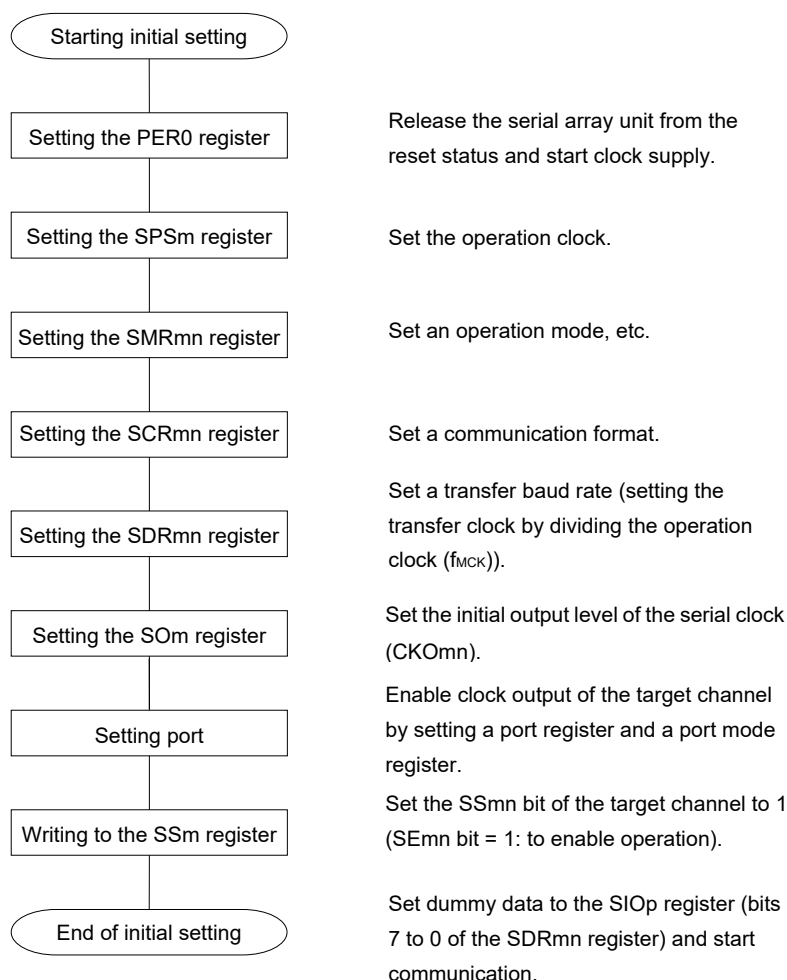 Starting initial setting
Setting the PER0 register
Release the serial array unit from the
reset status and start clock supply.
Setting the SPSm register
Set the operation clock.
Setting the SMRmn register
Set an operation mode, etc.
Setting the SCRmn register
Set a communication format.
Setting the SDRmn register
Set a transfer baud rate (setting the
transfer clock by dividing the operation
clock (fMCK)).
Setting the SOm register
Set the initial output level of the serial clock
(CKOmn).
Setting port
Enable clock output of the target channel
by setting a port register and a port mode
register.
Writing to the SSm register
Set the SSmn bit of the target channel to 1
(SEmn bit = 1: to enable operation).
End of initial setting
Set dummy data to the SIOp register (bits
7 to 0 of the SDRmn register) and start
communication.